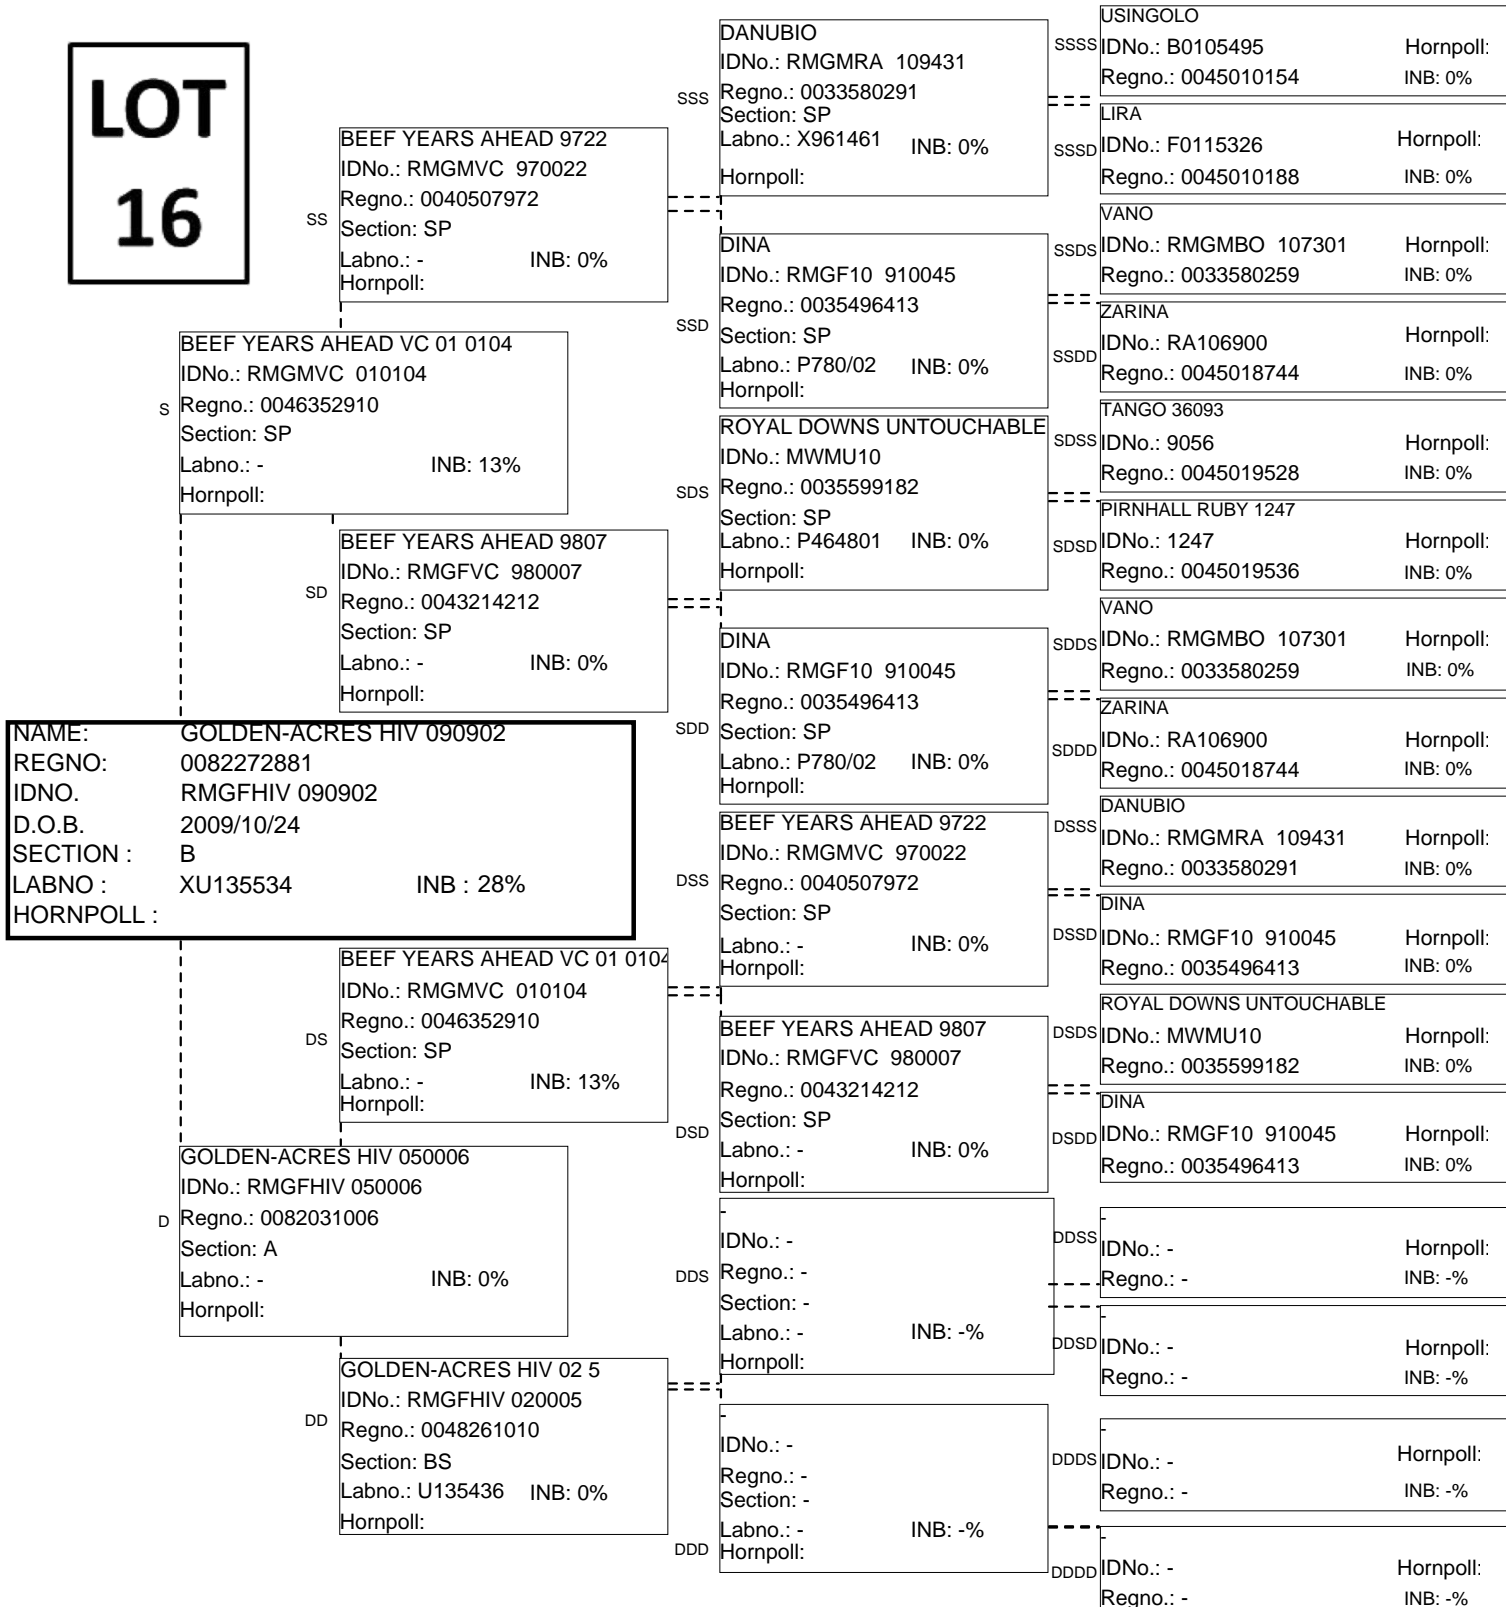 LOT
16
SS
BEEF YEARS AHEAD 9722
IDNo.: RMGMVC 970022
Regno.: 0040507972
Section: SP
Labno.: - INB: 0%
Hornpoll:
S
BEEF YEARS AHEAD VC 01 0104
IDNo.: RMGMVC 010104
Regno.: 0046352910
Section: SP
Labno.: - INB: 13%
Hornpoll:
SD
BEEF YEARS AHEAD 9807
IDNo.: RMGFVC 980007
Regno.: 0043214212
Section: SP
Labno.: - INB: 0%
Hornpoll:
NAME: GOLDEN-ACRES HIV 090902
REGNO: 0082272881
IDNO. RMGFHIV 090902
D.O.B. 2009/10/24
SECTION : B
LABNO : XU135534 INB : 28%
HORNPOLL :
DS
BEEF YEARS AHEAD VC 01 0104
IDNo.: RMGMVC 010104
Regno.: 0046352910
Section: SP
Labno.: - INB: 13%
Hornpoll:
D
GOLDEN-ACRES HIV 050006
IDNo.: RMGFHIV 050006
Regno.: 0082031006
Section: A
Labno.: - INB: 0%
Hornpoll:
DD
GOLDEN-ACRES HIV 02 5
IDNo.: RMGFHIV 020005
Regno.: 0048261010
Section: BS
Labno.: U135436 INB: 0%
Hornpoll:
SSS
DANUBIO
IDNo.: RMGMRA 109431
Regno.: 0033580291
Section: SP
Labno.: X961461 INB: 0%
Hornpoll:
SSD
DINA
IDNo.: RMGF10 910045
Regno.: 0035496413
Section: SP
Labno.: P780/02 INB: 0%
Hornpoll:
SDS
ROYAL DOWNS UNTOUCHABLE
IDNo.: MWMU10
Regno.: 0035599182
Section: SP
Labno.: P464801 INB: 0%
Hornpoll:
SDD
DINA
IDNo.: RMGF10 910045
Regno.: 0035496413
Section: SP
Labno.: P780/02 INB: 0%
Hornpoll:
DSS
BEEF YEARS AHEAD 9722
IDNo.: RMGMVC 970022
Regno.: 0040507972
Section: SP
Labno.: - INB: 0%
Hornpoll:
DSD
BEEF YEARS AHEAD 9807
IDNo.: RMGFVC 980007
Regno.: 0043214212
Section: SP
Labno.: - INB: 0%
Hornpoll:
DDS
-
IDNo.: -
Regno.: -
Section: -
Labno.: - INB: -%
Hornpoll:
DDD
-
IDNo.: -
Regno.: -
Section: -
Labno.: - INB: -%
Hornpoll:
USINGOLO
SSSS IDNo.: B0105495 Hornpoll:
Regno.: 0045010154 INB: 0%
LIRA
SSSD IDNo.: F0115326 Hornpoll:
Regno.: 0045010188 INB: 0%
VANO
SSDS IDNo.: RMGMBO 107301 Hornpoll:
Regno.: 0033580259 INB: 0%
ZARINA
SSDD IDNo.: RA106900 Hornpoll:
Regno.: 0045018744 INB: 0%
TANGO 36093
SDSS IDNo.: 9056 Hornpoll:
Regno.: 0045019528 INB: 0%
PIRNHALL RUBY 1247
SDSD IDNo.: 1247 Hornpoll:
Regno.: 0045019536 INB: 0%
VANO
SDDS IDNo.: RMGMBO 107301 Hornpoll:
Regno.: 0033580259 INB: 0%
ZARINA
SDDD IDNo.: RA106900 Hornpoll:
Regno.: 0045018744 INB: 0%
DANUBIO
DSSS IDNo.: RMGMRA 109431 Hornpoll:
Regno.: 0033580291 INB: 0%
DINA
DSSD IDNo.: RMGF10 910045 Hornpoll:
Regno.: 0035496413 INB: 0%
ROYAL DOWNS UNTOUCHABLE
DSDS IDNo.: MWMU10 Hornpoll:
Regno.: 0035599182 INB: 0%
DINA
DSDD IDNo.: RMGF10 910045 Hornpoll:
Regno.: 0035496413 INB: 0%
-
DDSS IDNo.: - Hornpoll:
Regno.: - INB: -%
-
DDSD IDNo.: - Hornpoll:
Regno.: - INB: -%
-
DDDS IDNo.: - Hornpoll:
Regno.: - INB: -%
-
DDDD IDNo.: - Hornpoll:
Regno.: - INB: -%